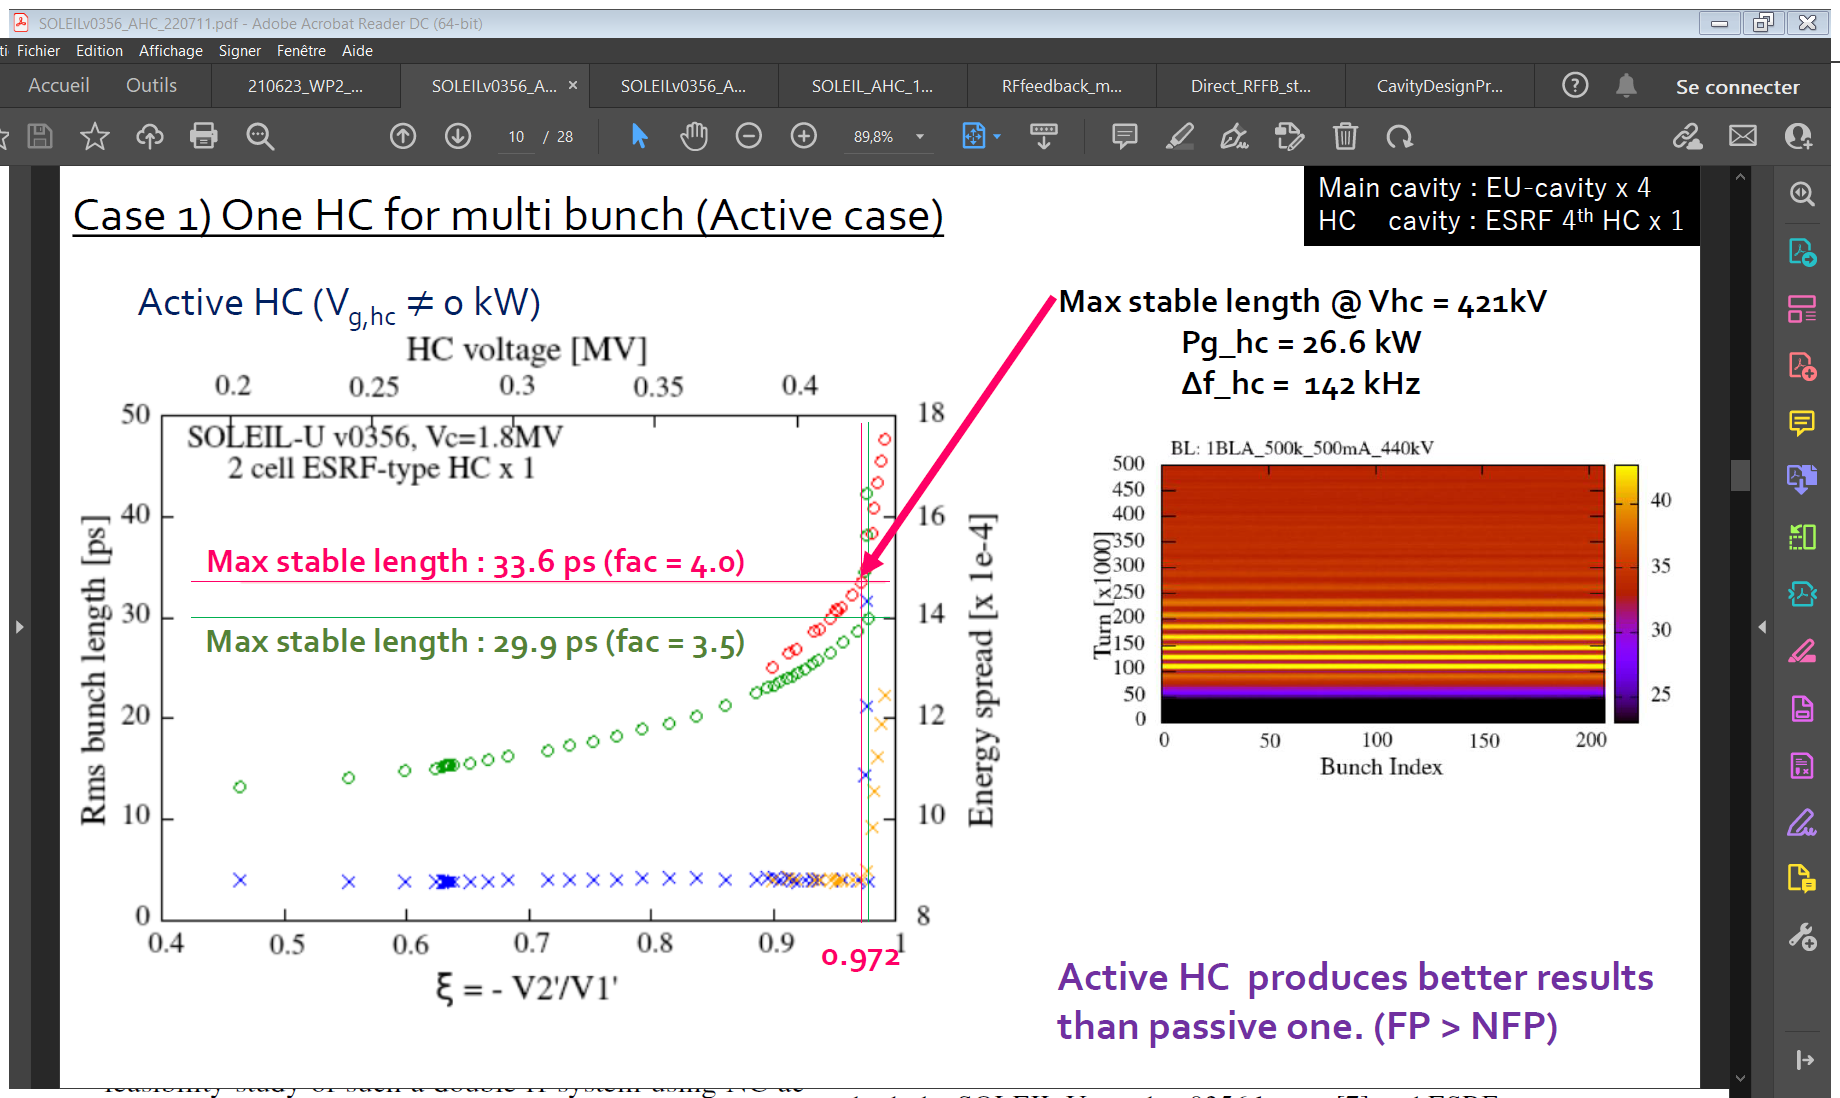 SOLEILv0356_AHC_220711.pdf - Adobe Acrobat Reader DC (64-bit)
Fichier Edition Affichage Signer Fenêtre Aide
Accueil Outils 210623_WP2_... SOLEILv0356_A... × SOLEILv0356_A... SOLEIL_AHC_1... RFfeedback_m... Direct_RFFB_st... CavityDesignPr... Se connecter
10 / 28 89,8%
Case 1) One HC for multi bunch (Active case)
Main cavity : EU-cavity x 4
HC cavity : ESRF 4th HC x 1
Active HC (Vg,hc ≠ 0 kW)
Max stable length @ Vhc = 421kV
Pg_hc = 26.6 kW
Δf_hc = 142 kHz
HC voltage [MV]
0.2 0.25 0.3 0.35 0.4
50 18
SOLEIL-U v0356, Vc=1.8MV
2 cell ESRF-type HC x 1
40 16
Max stable length : 33.6 ps (fac = 4.0)
30 14
Max stable length : 29.9 ps (fac = 3.5)
20 12
10 10
0 8
Rms bunch length [ps]
Energy spread [x 1e-4]
0.4 0.5 0.6 0.7 0.8 0.9 1
0.972
ξ = - V2'/V1'
BL: 1BLA_500k_500mA_440kV
500
450
400
350
300
250
200
150
100
50
0
Turn [x1000]
40
35
30
25
0 50 100 150 200
Bunch Index
Active HC produces better results
than passive one. (FP > NFP)